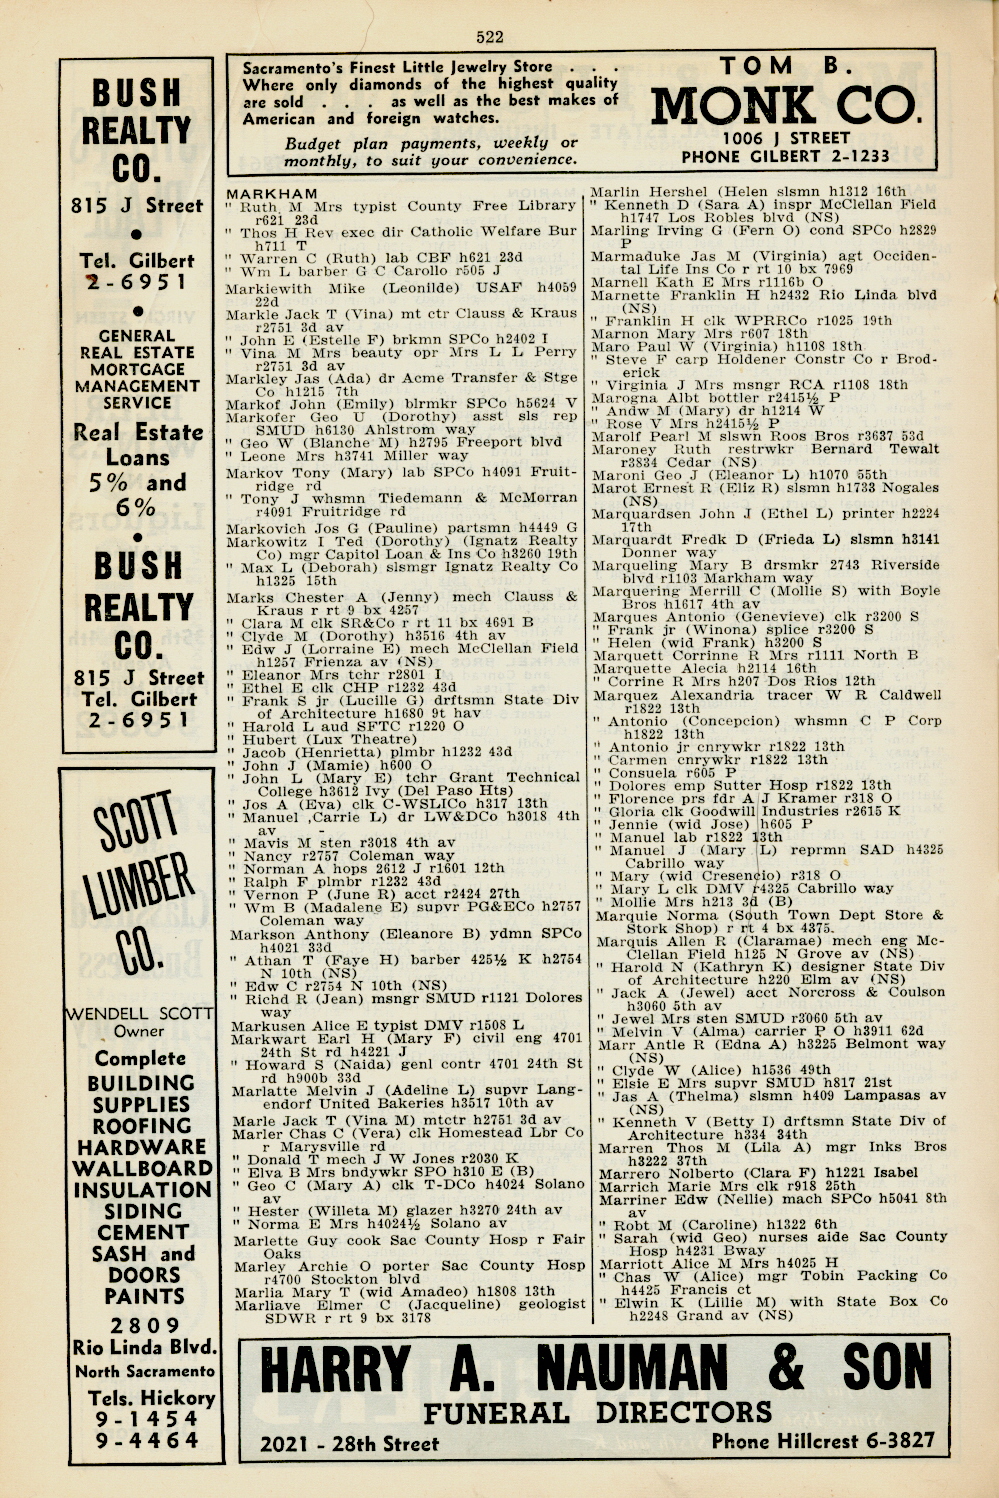 522
BUSH
REALTY
CO.
815 J Street
•
Tel. Gilbert
2-6951
•
GENERAL
REAL ESTATE
MORTGAGE
MANAGEMENT
SERVICE
Real Estate
Loans
5% and
6%
•
BUSH
REALTY
CO.
815 J Street
Tel. Gilbert
2-6951
SCOTT
LUMBER
CO.
WENDELL SCOTT
Owner
Complete
BUILDING
SUPPLIES
ROOFING
HARDWARE
WALLBOARD
INSULATION
SIDING
CEMENT
SASH and
DOORS
PAINTS
2809
Rio Linda Blvd.
North Sacramento
Tels. Hickory
9-1454
9-4464
Sacramento's Finest Little Jewelry Store . . .
Where only diamonds of the highest quality
are sold . . . as well as the best makes of
American and foreign watches.
Budget plan payments, weekly or
monthly, to suit your convenience.
TOM B.
MONK CO.
1006 J STREET
PHONE GILBERT 2-1233
MARKHAM
" Ruth M Mrs typist County Free Library
r621 23d
" Thos H Rev exec dir Catholic Welfare Bur
h711 T
" Warren C (Ruth) lab CBF h621 23d
" Wm L barber G C Carollo r505 J
Markiewith Mike (Leonilde) USAF h4059
22d
Markle Jack T (Vina) mt ctr Clauss & Kraus
r2751 3d av
" John E (Estelle F) brkmn SPCo h2402 I
" Vina M Mrs beauty opr Mrs L L Perry
r2751 3d av
Markley Jas (Ada) dr Acme Transfer & Stge
Co h1215 7th
Markof John (Emily) blrmkr SPCo h5624 V
Markofer Geo U (Dorothy) asst sls rep
SMUD h6130 Ahlstrom way
" Geo W (Blanche M) h2795 Freeport blvd
" Leone Mrs h3741 Miller way
Markov Tony (Mary) lab SPCo h4091 Fruit-
ridge rd
" Tony J whsmn Tiedemann & McMorran
r4091 Fruitridge rd
Markovich Jos G (Pauline) partsmn h4449 G
Markowitz I Ted (Dorothy) (Ignatz Realty
Co) mgr Capitol Loan & Ins Co h3260 19th
" Max L (Deborah) slsmgr Ignatz Realty Co
h1325 15th
Marks Chester A (Jenny) mech Clauss &
Kraus r rt 9 bx 4257
" Clara M clk SR&Co r rt 11 bx 4691 B
" Clyde M (Dorothy) h3516 4th av
" Edw J (Lorraine E) mech McClellan Field
h1257 Frienza av (NS)
" Eleanor Mrs tchr r2801 I
" Ethel E clk CHP r1232 43d
" Frank S jr (Lucille G) drftsmn State Div
of Architecture h1680 9t hav
" Harold L aud SFTC r1220 O
" Hubert (Lux Theatre)
" Jacob (Henrietta) plmbr h1232 43d
" John J (Mamie) h600 O
" John L (Mary E) tchr Grant Technical
College h3612 Ivy (Del Paso Hts)
" Jos A (Eva) clk C-WSLICo h317 13th
" Manuel ,Carrie L) dr LW&DCo h3018 4th
av
" Mavis M sten r3018 4th av
" Nancy r2757 Coleman way
" Norman A hops 2612 J r1601 12th
" Ralph F plmbr r1232 43d
" Vernon P (June R) acct r2424 27th
" Wm B (Madalene E) supvr PG&ECo h2757
Coleman way
Markson Anthony (Eleanore B) ydmn SPCo
h4021 33d
" Athan T (Faye H) barber 425½ K h2754
N 10th (NS)
" Edw C r2754 N 10th (NS)
" Richd R (Jean) msngr SMUD r1121 Dolores
way
Markusen Alice E typist DMV r1508 L
Markwart Earl H (Mary F) civil eng 4701
24th St rd h4221 J
" Howard S (Naida) genl contr 4701 24th St
rd h900b 33d
Marlatte Melvin J (Adeline L) supvr Lang-
endorf United Bakeries h3517 10th av
Marle Jack T (Vina M) mtctr h2751 3d av
Marler Chas C (Vera) clk Homestead Lbr Co
r Marysville rd
" Donald T mech J W Jones r2030 K
" Elva B Mrs bndywkr SPO h310 E (B)
" Geo C (Mary A) clk T-DCo h4024 Solano
av
" Hester (Willeta M) glazer h3270 24th av
" Norma E Mrs h4024½ Solano av
Marlette Guy cook Sac County Hosp r Fair
Oaks
Marley Archie O porter Sac County Hosp
r4700 Stockton blvd
Marlia Mary T (wid Amadeo) h1808 13th
Marliave Elmer C (Jacqueline) geologist
SDWR r rt 9 bx 3178
Marlin Hershel (Helen slsmn h1312 16th
" Kenneth D (Sara A) inspr McClellan Field
h1747 Los Robles blvd (NS)
Marling Irving G (Fern O) cond SPCo h2829
P
Marmaduke Jas M (Virginia) agt Occiden-
tal Life Ins Co r rt 10 bx 7969
Marnell Kath E Mrs r1116b O
Marnette Franklin H h2432 Rio Linda blvd
(NS)
" Franklin H clk WPRRCo r1025 19th
Marnon Mary Mrs r607 18th
Maro Paul W (Virginia) h1108 18th
" Steve F carp Holdener Constr Co r Brod-
erick
" Virginia J Mrs msngr RCA r1108 18th
Marogna Albt bottler r2415½ P
" Andw M (Mary) dr h1214 W
" Rose V Mrs h2415½ P
Marolf Pearl M slswn Roos Bros r3637 53d
Maroney Ruth restrwkr Bernard Tewalt
r3834 Cedar (NS)
Maroni Geo J (Eleanor L) h1070 55th
Marot Ernest R (Eliz R) slsmn h1733 Nogales
(NS)
Marquardsen John J (Ethel L) printer h2224
17th
Marquardt Fredk D (Frieda L) slsmn h3141
Donner way
Marqueling Mary B drsmkr 2743 Riverside
blvd r1103 Markham way
Marquering Merrill C (Mollie S) with Boyle
Bros h1617 4th av
Marques Antonio (Genevieve) clk r3200 S
" Frank jr (Winona) splice r3200 S
" Helen (wid Frank) h3200 S
Marquett Corrinne R Mrs r1111 North B
Marquette Alecia h2114 16th
" Corrine R Mrs h207 Dos Rios 12th
Marquez Alexandria tracer W R Caldwell
r1822 13th
" Antonio (Concepcion) whsmn C P Corp
h1822 13th
" Antonio jr cnrywkr r1822 13th
" Carmen cnrywkr r1822 13th
" Consuela r605 P
" Dolores emp Sutter Hosp r1822 13th
" Florence prs fdr A J Kramer r318 O
" Gloria clk Goodwill Industries r2615 K
" Jennie (wid Jose) h605 P
" Manuel lab r1822 13th
" Manuel J (Mary L) reprmn SAD h4325
Cabrillo way
" Mary (wid Cresencio) r318 O
" Mary L clk DMV r4325 Cabrillo way
" Mollie Mrs h213 3d (B)
Marquie Norma (South Town Dept Store &
Stork Shop) r rt 4 bx 4375.
Marquis Allen R (Claramae) mech eng Mc-
Clellan Field h125 N Grove av (NS)
" Harold N (Kathryn K) designer State Div
of Architecture h220 Elm av (NS)
" Jack A (Jewel) acct Norcross & Coulson
h3060 5th av
" Jewel Mrs sten SMUD r3060 5th av
" Melvin V (Alma) carrier P O h3911 62d
Marr Antle R (Edna A) h3225 Belmont way
(NS)
" Clyde W (Alice) h1536 49th
" Elsie E Mrs supvr SMUD h817 21st
" Jas A (Thelma) slsmn h409 Lampasas av
(NS)
" Kenneth V (Betty I) drftsmn State Div of
Architecture h334 34th
Marren Thos M (Lila A) mgr Inks Bros
h3222 37th
Marrero Nolberto (Clara F) h1221 Isabel
Marrich Marie Mrs clk r918 25th
Marriner Edw (Nellie) mach SPCo h5041 8th
av
" Robt M (Caroline) h1322 6th
" Sarah (wid Geo) nurses aide Sac County
Hosp h4231 Bway
Marriott Alice M Mrs h4025 H
" Chas W (Alice) mgr Tobin Packing Co
h4425 Francis ct
" Elwin K (Lillie M) with State Box Co
h2248 Grand av (NS)
HARRY A. NAUMAN & SON
FUNERAL DIRECTORS
2021 - 28th Street
Phone Hillcrest 6-3827